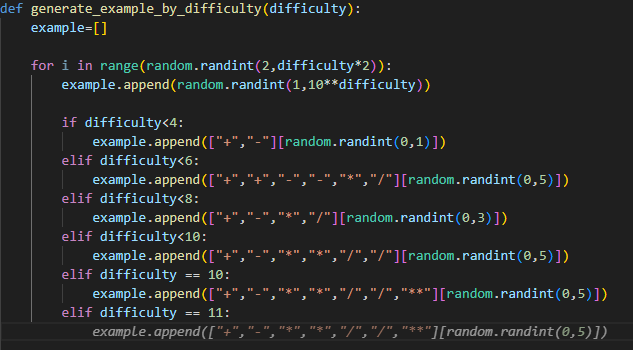 def generate_example_by_difficulty(difficulty):
    example=[]

    for i in range(random.randint(2,difficulty*2)):
        example.append(random.randint(1,10**difficulty))

        if difficulty<4:
            example.append(["+","-"][random.randint(0,1)])
        elif difficulty<6:
            example.append(["+","+","-","-","*","/"][random.randint(0,5)])
        elif difficulty<8:
            example.append(["+","-","*","/"][random.randint(0,3)])
        elif difficulty<10:
            example.append(["+","-","*","*","/","/"][random.randint(0,5)])
        elif difficulty == 10:
            example.append(["+","-","*","*","/","/","**"][random.randint(0,5)])
        elif difficulty == 11:
            example.append(["+","-","*","*","/","/","**"][random.randint(0,5)])